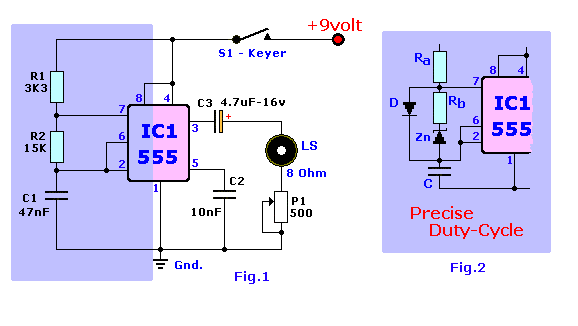 +9volt
S1 - Keyer
R1
3K3
8
4
7
C3
4.7uF-16v
+
3
IC1
555
R2
15K
6
2
LS
8 Ohm
5
1
C2
10nF
C1
47nF
P1
500
Gnd.
Fig.1
Ra
8
4
7
D
Rb
IC1
555
Zn
6
2
C
1
Precise
Duty-Cycle
Fig.2